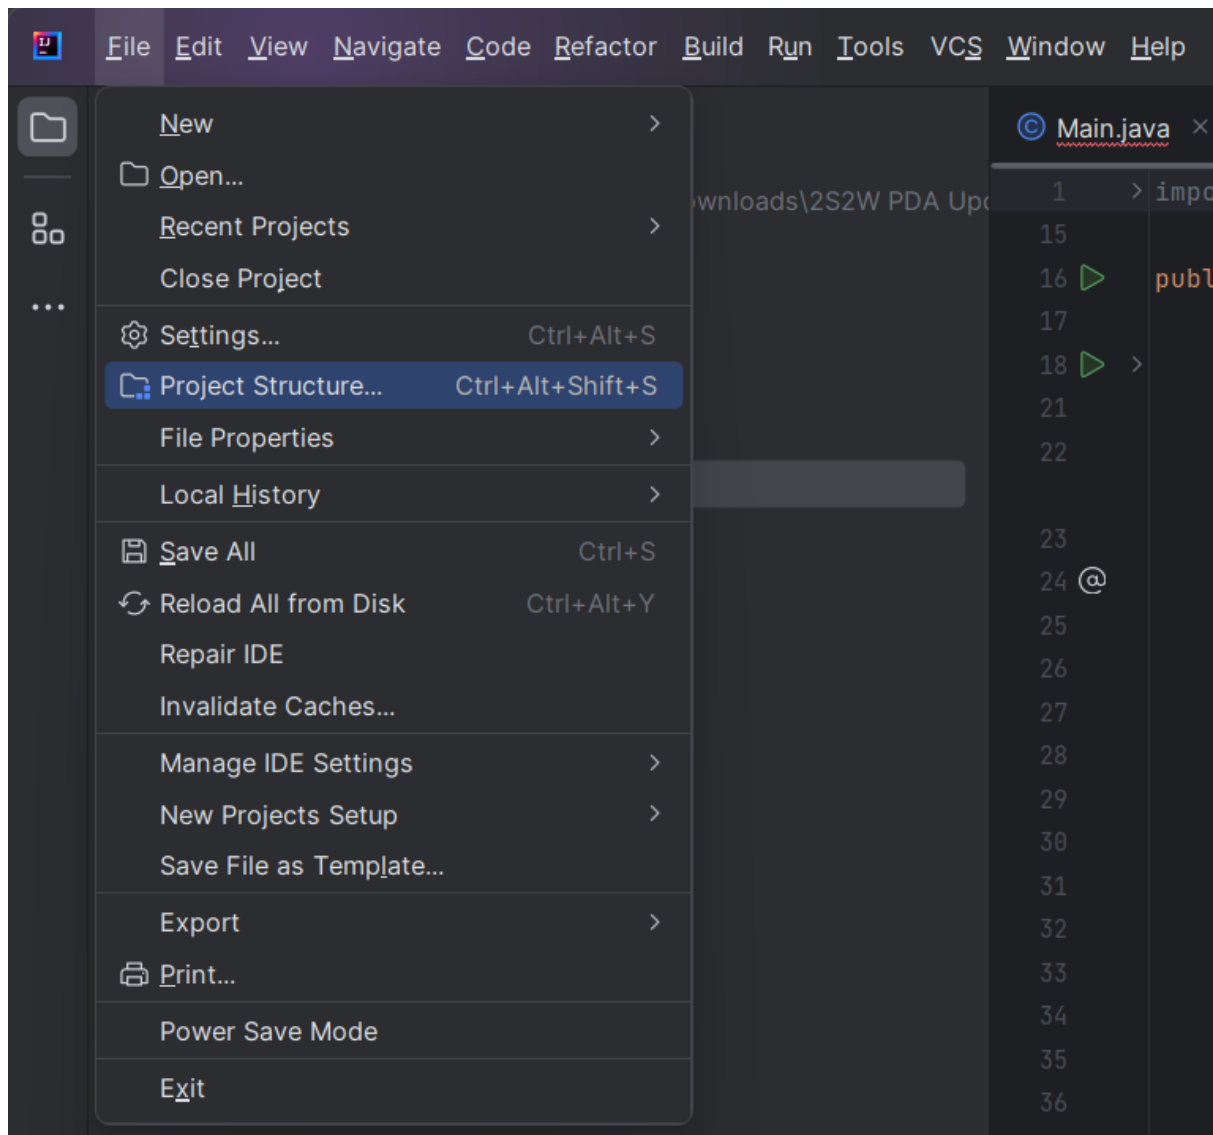 IJ
File Edit View Navigate Code Refactor Build Run Tools VCS Window Help
New
Open...
Recent Projects
Close Project
Settings... Ctrl+Alt+S
Project Structure... Ctrl+Alt+Shift+S
File Properties
Local History
Save All Ctrl+S
Reload All from Disk Ctrl+Alt+Y
Repair IDE
Invalidate Caches...
Manage IDE Settings
New Projects Setup
Save File as Template...
Export
Print...
Power Save Mode
Exit
wnloads\2S2W PDA Upd
Main.java
1 impo
15
16 publ
17
18
21
22
23
24 @
25
26
27
28
29
30
31
32
33
34
35
36